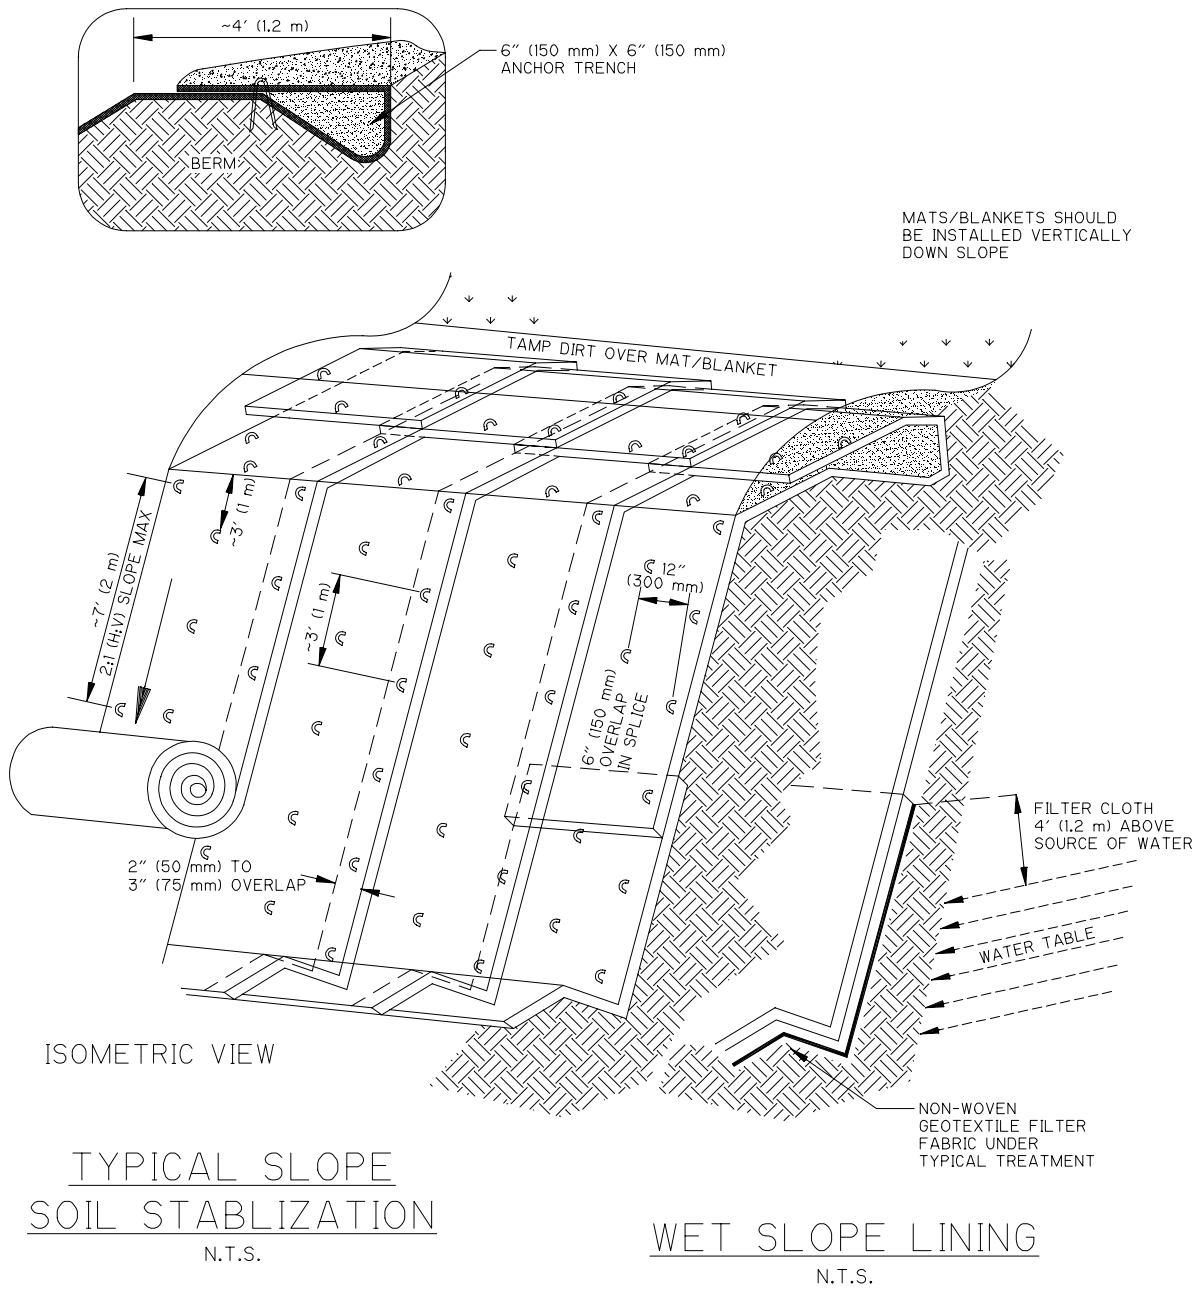 ~4' (1.2 m)
6" (150 mm) X 6" (150 mm)
ANCHOR TRENCH
BERM
MATS/BLANKETS SHOULD
BE INSTALLED VERTICALLY
DOWN SLOPE
TAMP DIRT OVER MAT/BLANKET
~3' (1 m)
~7' (2 m)
2:1 (H:V) SLOPE MAX
~3' (1 m)
12"
(300 mm)
6" (150 mm)
OVERLAP
IN SPLICE
FILTER CLOTH
4' (1.2 m) ABOVE
SOURCE OF WATER
2" (50 mm) TO
3" (75 mm) OVERLAP
WATER TABLE
ISOMETRIC VIEW
NON-WOVEN
GEOTEXTILE FILTER
FABRIC UNDER
TYPICAL TREATMENT
TYPICAL SLOPE
SOIL STABLIZATION
N.T.S.
WET SLOPE LINING
N.T.S.